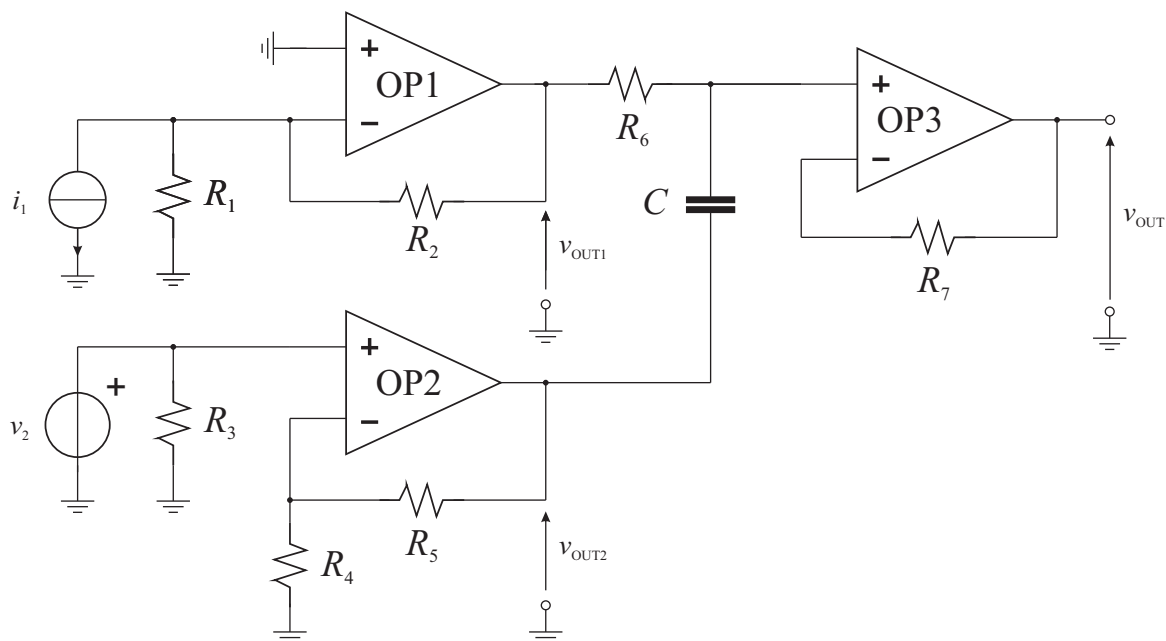 +
OP1
−
R6
+
OP3
−
i1
R1
R2
vOUT1
C
R7
vOUT
+
OP2
−
+
v2
R3
R4
R5
vOUT2